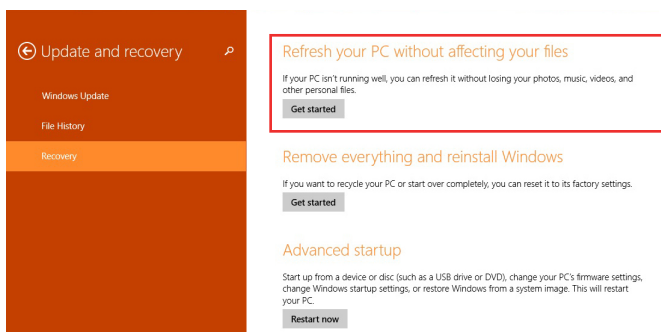 Update and recovery
Windows Update
File History
Recovery
Refresh your PC without affecting your files
If your PC isn't running well, you can refresh it without losing your photos, music, videos, and
other personal files.
Get started
Remove everything and reinstall Windows
If you want to recycle your PC or start over completely, you can reset it to its factory settings.
Get started
Advanced startup
Start up from a device or disc (such as a USB drive or DVD), change your PC's firmware settings,
change Windows startup settings, or restore Windows from a system image. This will restart
your PC.
Restart now